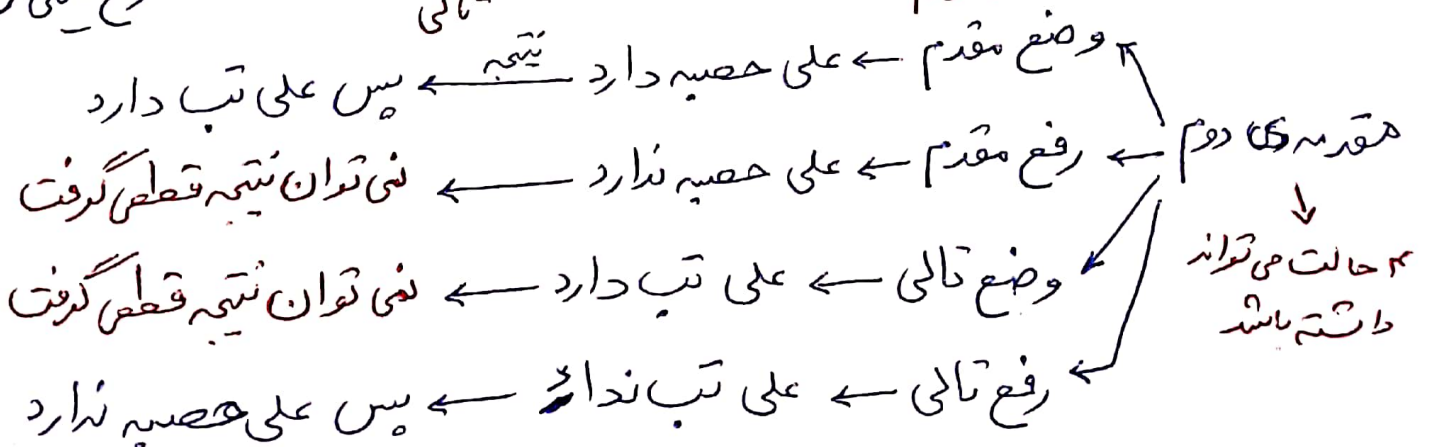 تالی
وضع مقدم ← علی حصبه دارد ← نتیجه پس علی تب دارد
مقدمه‌ی دوم ← رفع مقدم ← علی حصبه ندارد ← نمی توان نتیجه قطعی گرفت
↓
۴ حالت می‌تواند
داشته باشد
وضع تالی ← علی تب دارد ← نمی توان نتیجه قطعی گرفت
رفع تالی ← علی تب ندارد ← پس علی حصبه ندارد